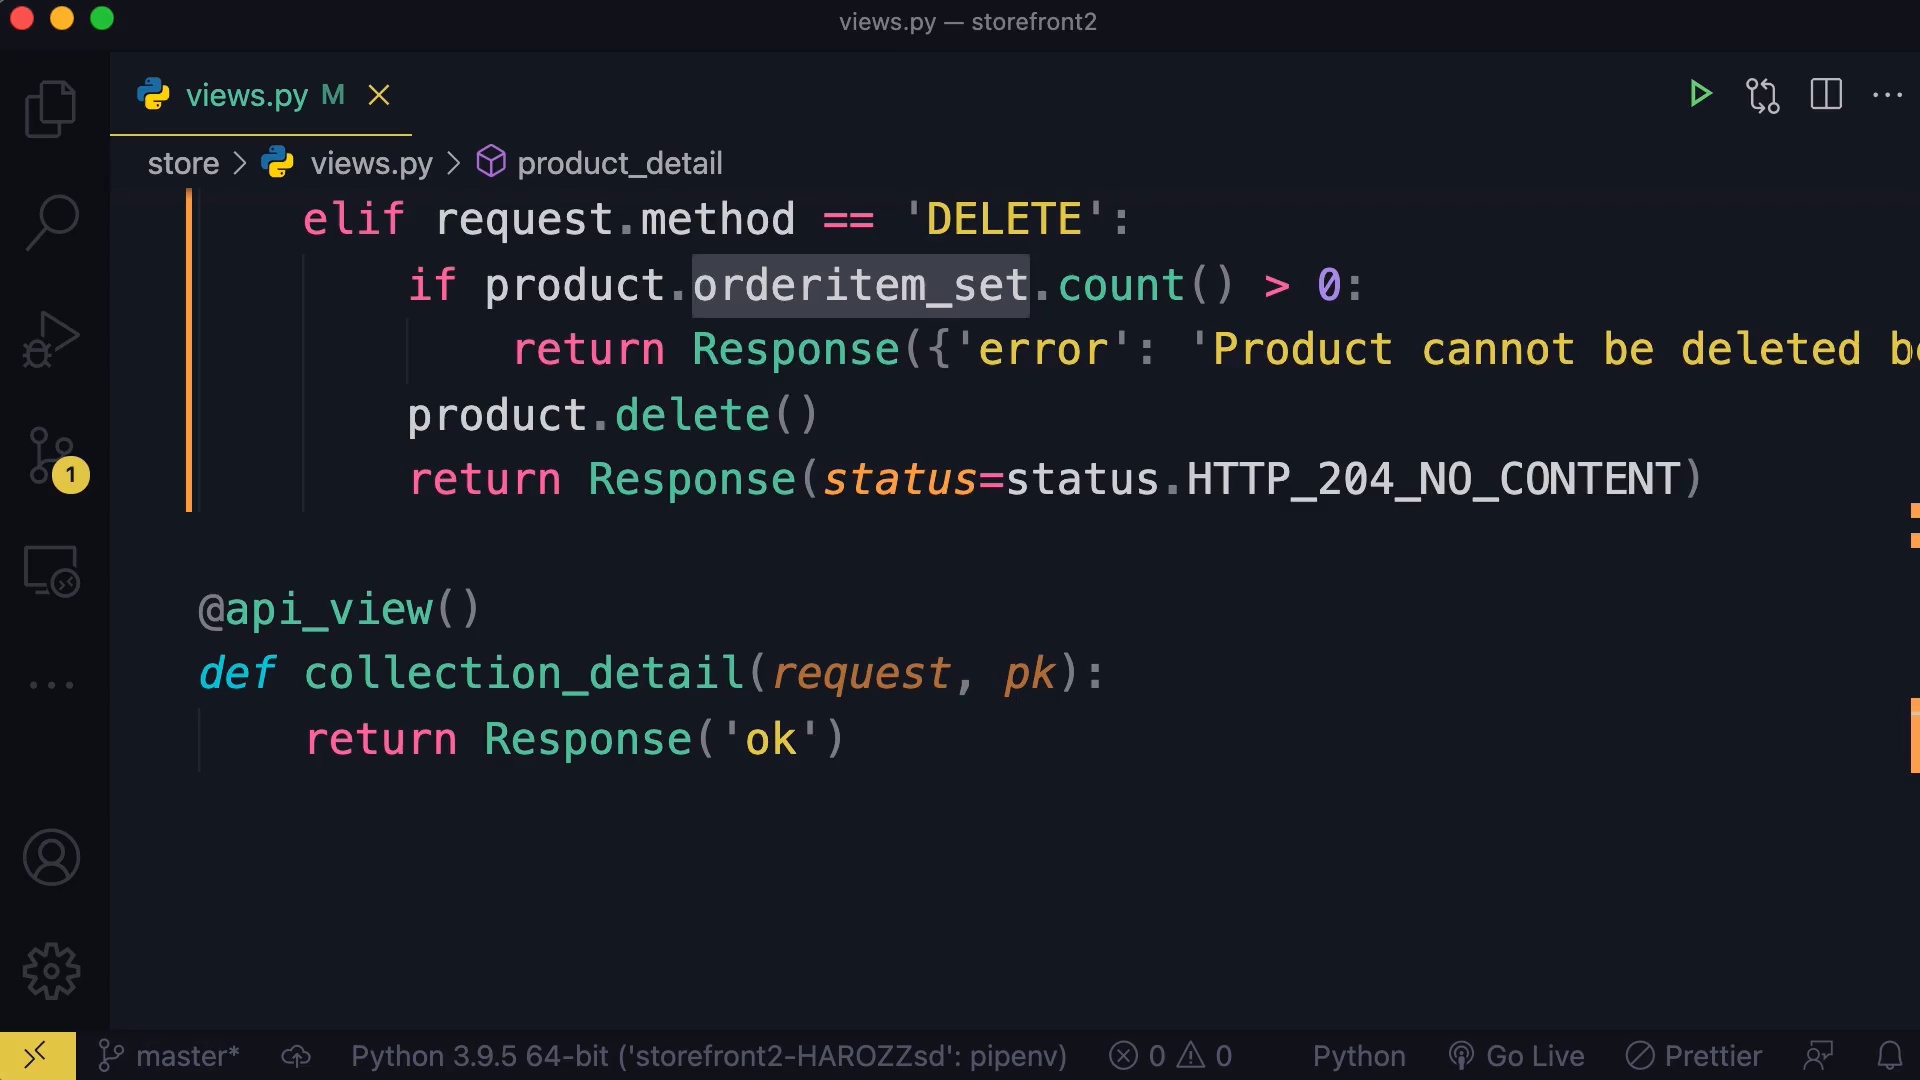 views.py — storefront2
views.py M
store > views.py > product_detail
elif request.method == 'DELETE':
if product.orderitem_set.count() > 0:
return Response({'error': 'Product cannot be deleted be
product.delete()
return Response(status=status.HTTP_204_NO_CONTENT)
1
@api_view()
def collection_detail(request, pk):
return Response('ok')
master* Python 3.9.5 64-bit ('storefront2-HAROZZsd': pipenv) 0 0 Python Go Live Prettier